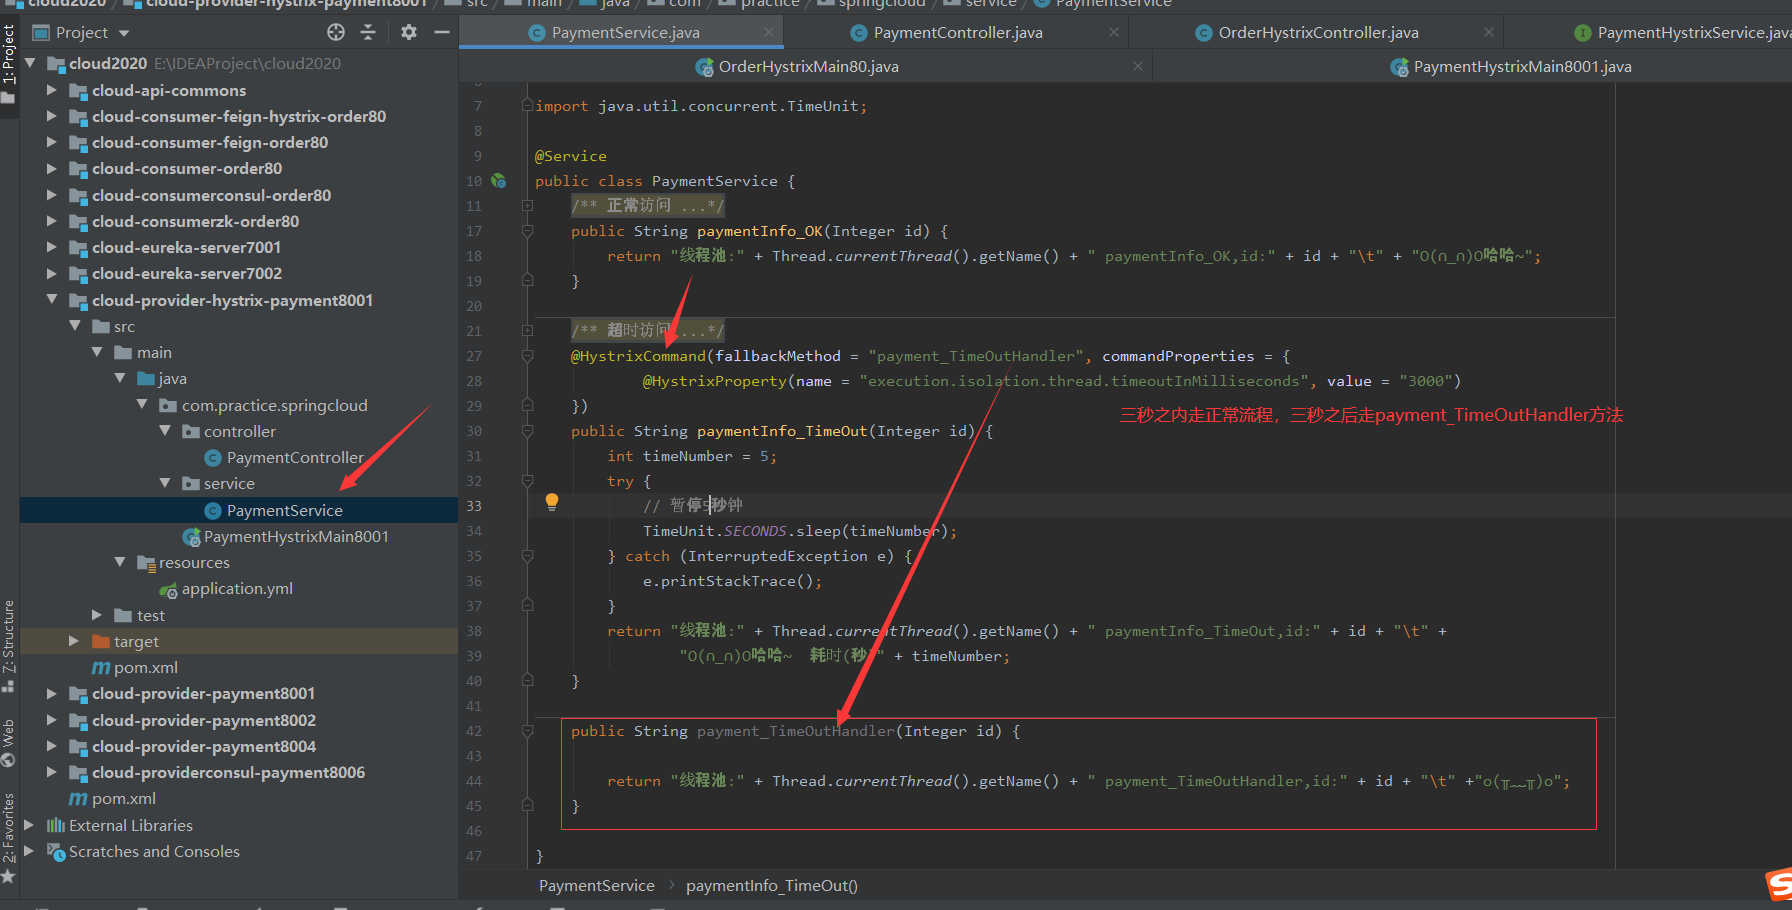 cloud2020 cloud-provider-hystrix-payment8001 src main java com practice springcloud service PaymentService
Project
PaymentService.java
PaymentController.java
OrderHystrixController.java
PaymentHystrixService.java
OrderHystrixMain80.java
PaymentHystrixMain8001.java
1: Project
7: Structure
Web
2: Favorites
cloud2020 E:\IDEAProject\cloud2020
cloud-api-commons
cloud-consumer-feign-hystrix-order80
cloud-consumer-feign-order80
cloud-consumer-order80
cloud-consumerconsul-order80
cloud-consumerzk-order80
cloud-eureka-server7001
cloud-eureka-server7002
cloud-provider-hystrix-payment8001
src
main
java
com.practice.springcloud
controller
PaymentController
service
PaymentService
PaymentHystrixMain8001
resources
application.yml
test
target
pom.xml
cloud-provider-payment8001
cloud-provider-payment8002
cloud-provider-payment8004
cloud-providerconsul-payment8006
pom.xml
External Libraries
Scratches and Consoles
7 import java.util.concurrent.TimeUnit;
8
9 @Service
10 public class PaymentService {
11 /** 正常访问 ...*/
17 public String paymentInfo_OK(Integer id) {
18 return "线程池:" + Thread.currentThread().getName() + " paymentInfo_OK,id:" + id + "\t" + "O(∩_∩)O哈哈~";
19 }
20
21 /** 超时访问 ...*/
27 @HystrixCommand(fallbackMethod = "payment_TimeOutHandler", commandProperties = {
28 @HystrixProperty(name = "execution.isolation.thread.timeoutInMilliseconds", value = "3000")
29 })
三秒之内走正常流程，三秒之后走payment_TimeOutHandler方法
30 public String paymentInfo_TimeOut(Integer id) {
31 int timeNumber = 5;
32 try {
33 // 暂停5秒钟
34 TimeUnit.SECONDS.sleep(timeNumber);
35 } catch (InterruptedException e) {
36 e.printStackTrace();
37 }
38 return "线程池:" + Thread.currentThread().getName() + " paymentInfo_TimeOut,id:" + id + "\t" +
39 "O(∩_∩)O哈哈~ 耗时(秒)" + timeNumber;
40 }
41
42 public String payment_TimeOutHandler(Integer id) {
43
44 return "线程池:" + Thread.currentThread().getName() + " payment_TimeOutHandler,id:" + id + "\t" +"o(╥﹏╥)o";
45 }
46
47 }
PaymentService paymentInfo_TimeOut()